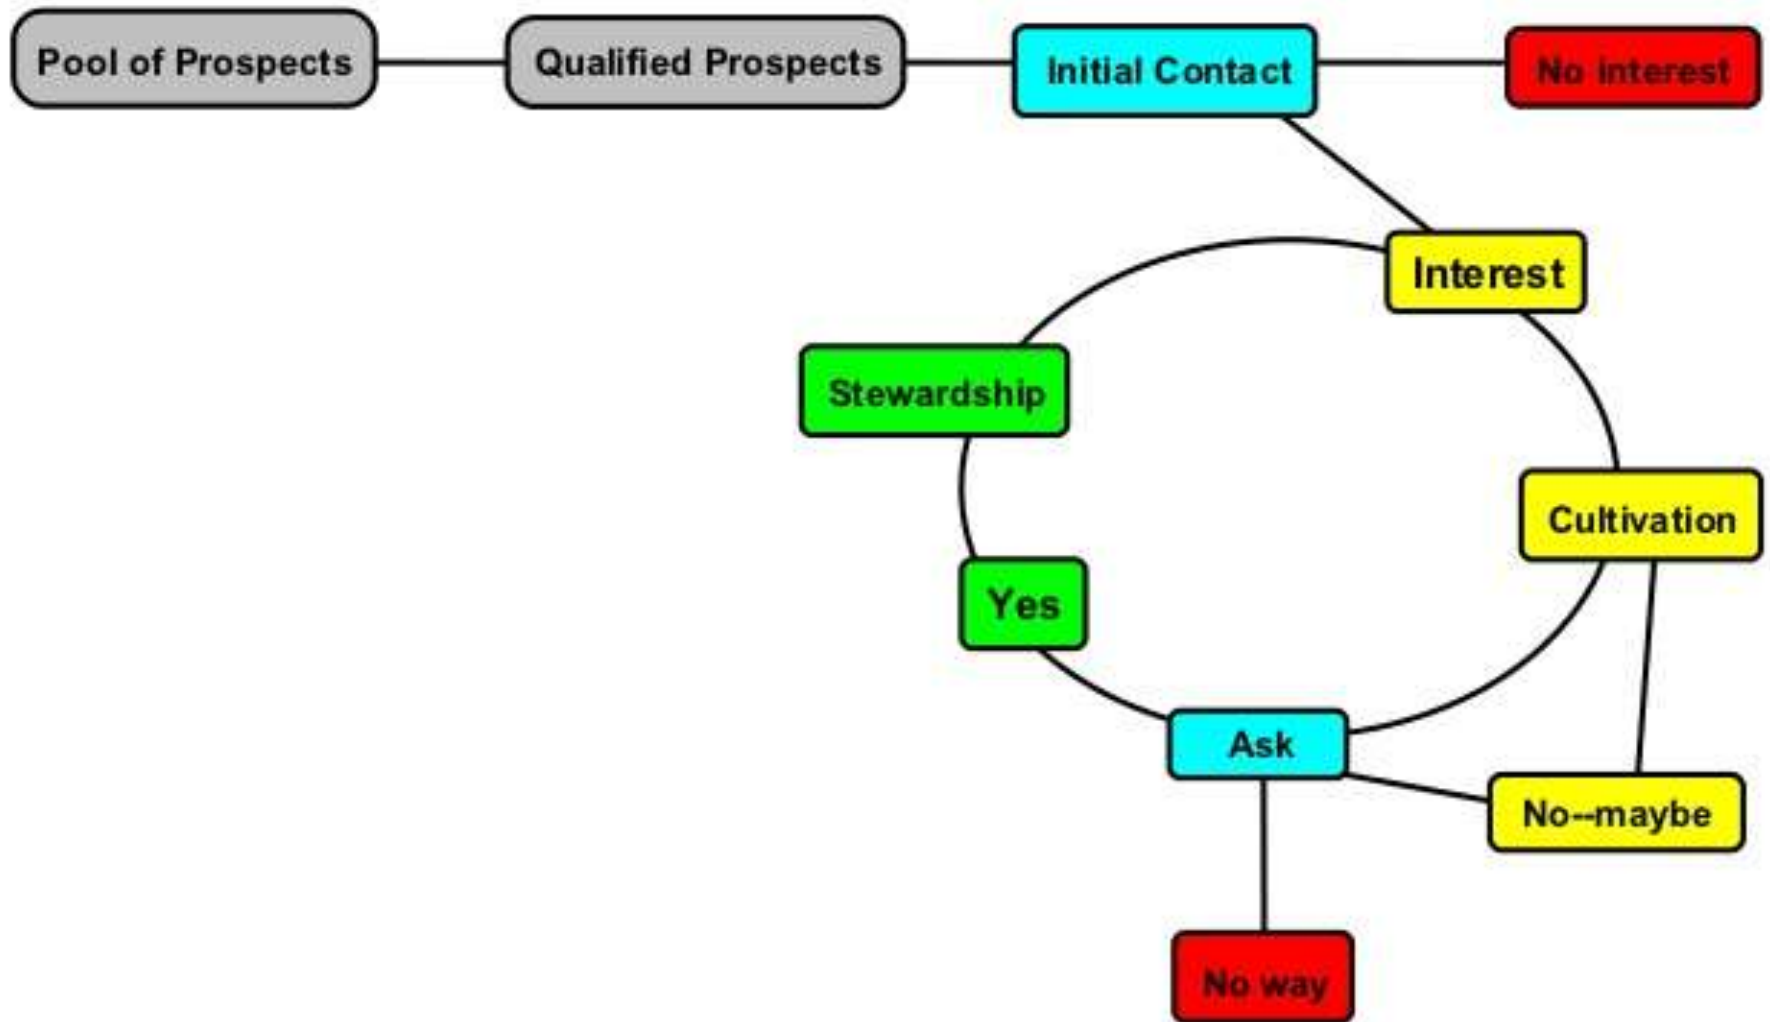 Pool of Prospects
Qualified Prospects
Initial Contact
No interest
Interest
Stewardship
Cultivation
Yes
Ask
No--maybe
No way